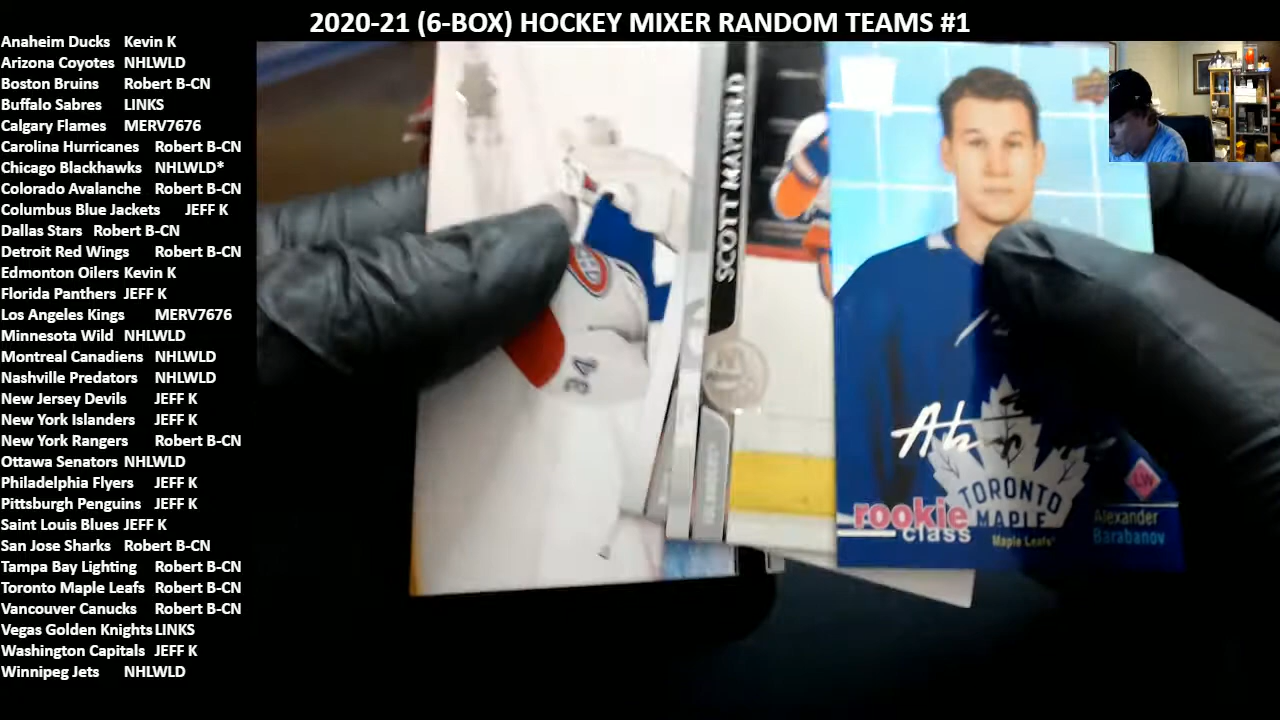 2020-21 (6-BOX) HOCKEY MIXER RANDOM TEAMS #1
Anaheim Ducks Kevin K
Arizona Coyotes NHLWLD
Boston Bruins Robert B-CN
Buffalo Sabres LINKS
Calgary Flames MERV7676
Carolina Hurricanes Robert B-CN
Chicago Blackhawks NHLWLD*
Colorado Avalanche Robert B-CN
Columbus Blue Jackets JEFF K
Dallas Stars Robert B-CN
Detroit Red Wings Robert B-CN
Edmonton Oilers Kevin K
Florida Panthers JEFF K
Los Angeles Kings MERV7676
Minnesota Wild NHLWLD
Montreal Canadiens NHLWLD
Nashville Predators NHLWLD
New Jersey Devils JEFF K
New York Islanders JEFF K
New York Rangers Robert B-CN
Ottawa Senators NHLWLD
Philadelphia Flyers JEFF K
Pittsburgh Penguins JEFF K
Saint Louis Blues JEFF K
San Jose Sharks Robert B-CN
Tampa Bay Lighting Robert B-CN
Toronto Maple Leafs Robert B-CN
Vancouver Canucks Robert B-CN
Vegas Golden Knights LINKS
Washington Capitals JEFF K
Winnipeg Jets NHLWLD
34
SCOTT MAYFIELD
TORONTO
MAPLE
rookie
class
Maple Leafs
LW
Alexander
Barabanov